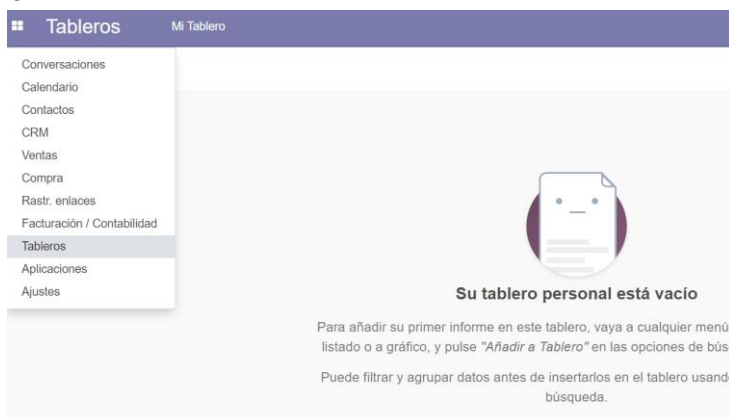 Tableros Mi Tablero
Conversaciones
Calendario
Contactos
CRM
Ventas
Compra
Rastr. enlaces
Facturación / Contabilidad
Tableros
Aplicaciones
Ajustes
Su tablero personal está vacío
Para añadir su primer informe en este tablero, vaya a cualquier menú
listado o a gráfico, y pulse "Añadir a Tablero" en las opciones de
Puede filtrar y agrupar datos antes de insertarlos en el tablero
búsqueda.